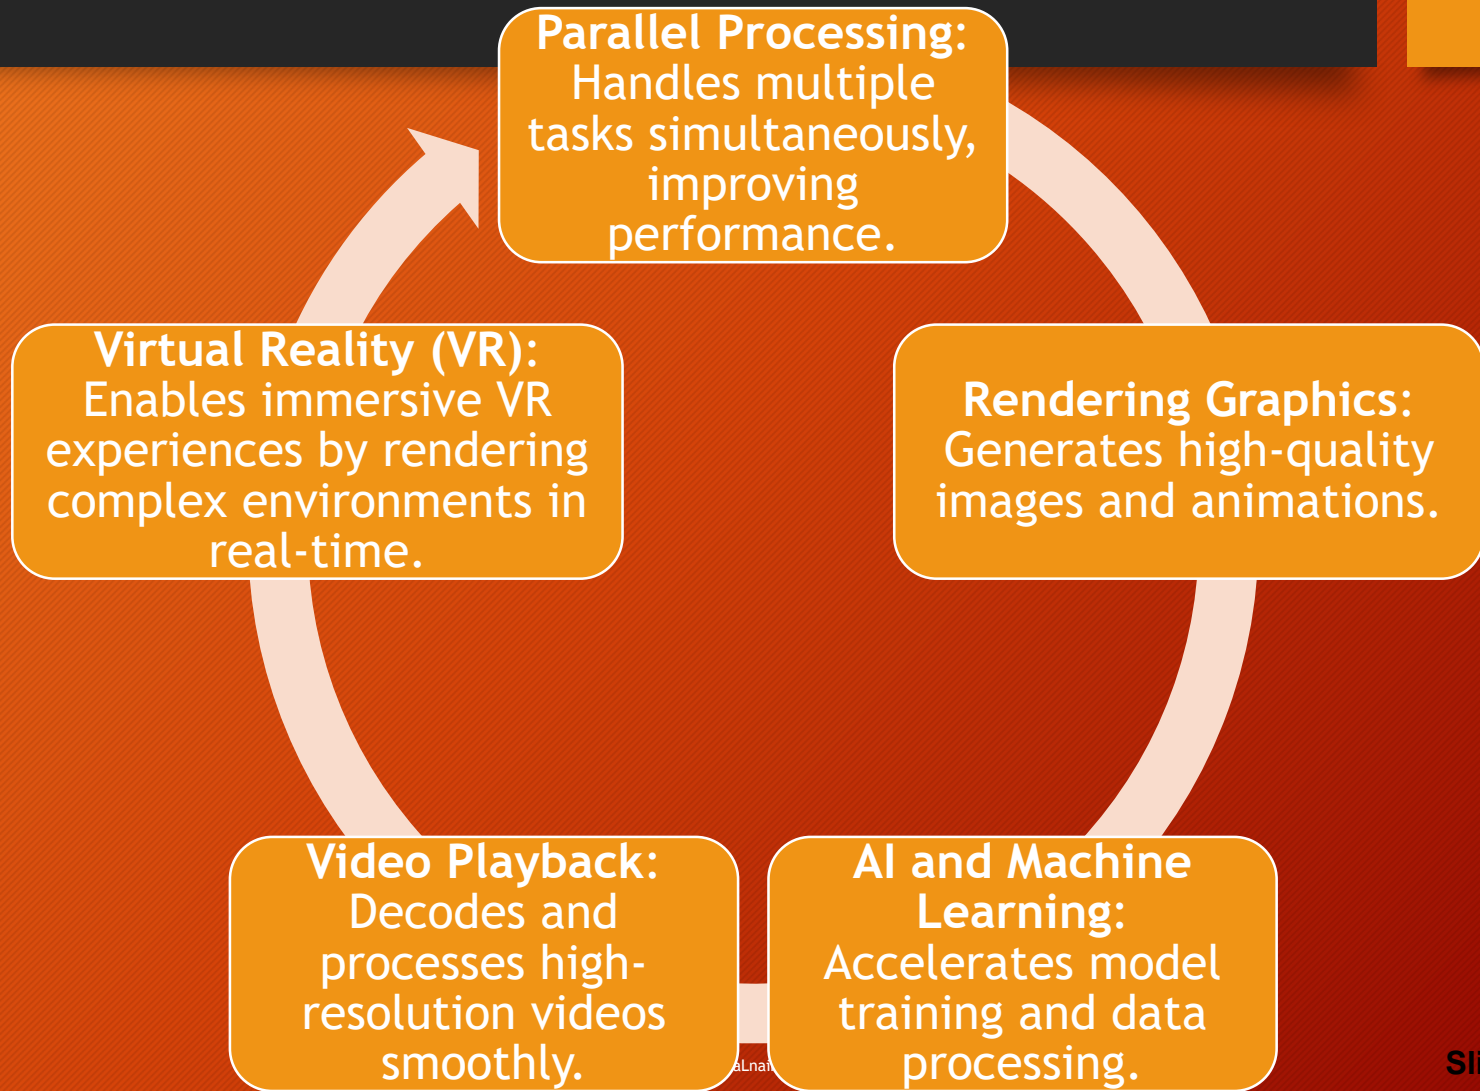 Parallel Processing:
Handles multiple
tasks simultaneously,
improving
performance.
Virtual Reality (VR):
Enables immersive VR
experiences by rendering
complex environments in
real-time.
Rendering Graphics:
Generates high-quality
images and animations.
Video Playback:
Decodes and
processes high-
resolution videos
smoothly.
AI and Machine
Learning:
Accelerates model
training and data
processing.